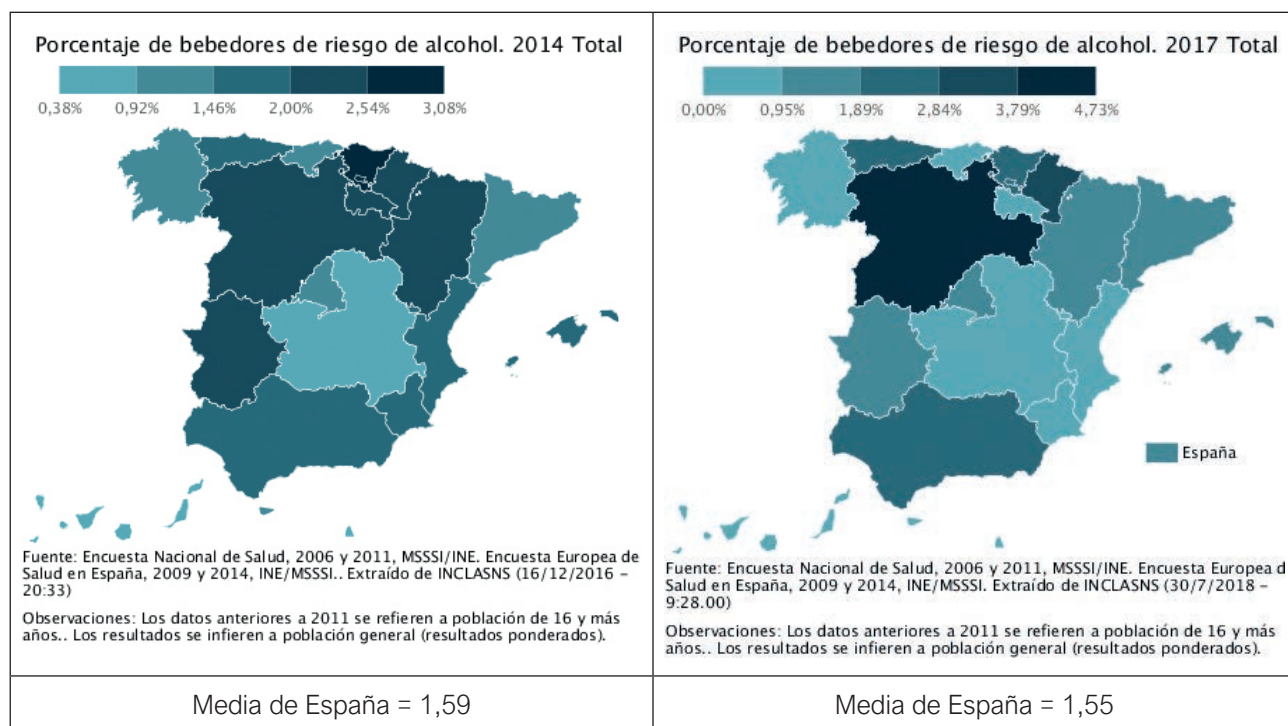 Porcentaje de bebedores de riesgo de alcohol. 2014 Total
0,38% 0,92% 1,46% 2,00% 2,54% 3,08%
Fuente: Encuesta Nacional de Salud, 2006 y 2011, MSSSI/INE. Encuesta Europea de
Salud en España, 2009 y 2014, INE/MSSSI.. Extraído de INCLASNS (16/12/2016 –
20:33)
Observaciones: Los datos anteriores a 2011 se refieren a población de 16 y más
años.. Los resultados se infieren a población general (resultados ponderados).
Media de España = 1,59
Porcentaje de bebedores de riesgo de alcohol. 2017 Total
0,00% 0,95% 1,89% 2,84% 3,79% 4,73%
España
Fuente: Encuesta Nacional de Salud, 2006 y 2011, MSSSI/INE. Encuesta Europea d
Salud en España, 2009 y 2014, INE/MSSSI. Extraído de INCLASNS (30/7/2018 –
9:28.00)
Observaciones: Los datos anteriores a 2011 se refieren a población de 16 y más
años.. Los resultados se infieren a población general (resultados ponderados).
Media de España = 1,55